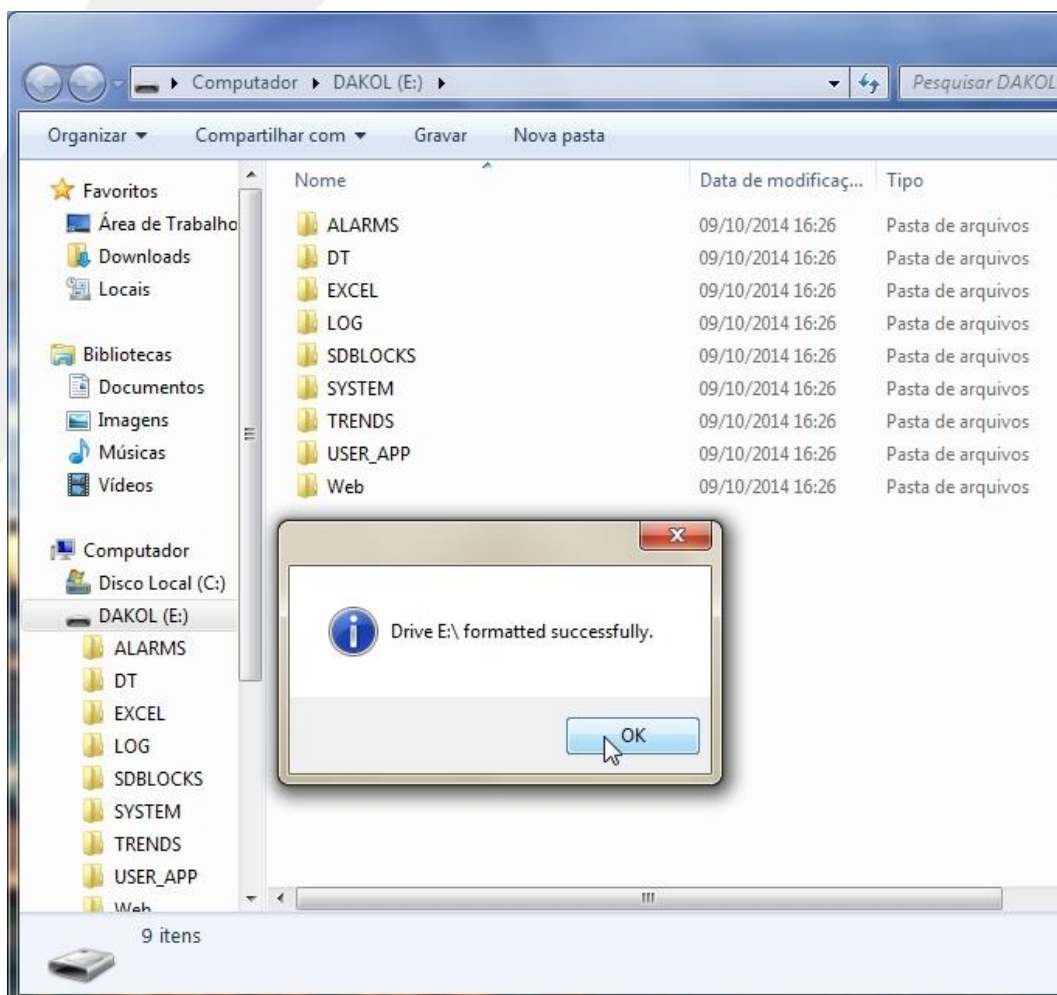 Computador ▸ DAKOL (E:) ▸
Pesquisar DAKOL
Organizar Compartilhar com Gravar Nova pasta
Nome Data de modificaç... Tipo
Favoritos
Área de Trabalho
Downloads
Locais
Bibliotecas
Documentos
Imagens
Músicas
Vídeos
Computador
Disco Local (C:)
DAKOL (E:)
ALARMS
DT
EXCEL
LOG
SDBLOCKS
SYSTEM
TRENDS
USER_APP
Web
ALARMS 09/10/2014 16:26 Pasta de arquivos
DT 09/10/2014 16:26 Pasta de arquivos
EXCEL 09/10/2014 16:26 Pasta de arquivos
LOG 09/10/2014 16:26 Pasta de arquivos
SDBLOCKS 09/10/2014 16:26 Pasta de arquivos
SYSTEM 09/10/2014 16:26 Pasta de arquivos
TRENDS 09/10/2014 16:26 Pasta de arquivos
USER_APP 09/10/2014 16:26 Pasta de arquivos
Web 09/10/2014 16:26 Pasta de arquivos
Drive E:\ formatted successfully.
OK
9 itens